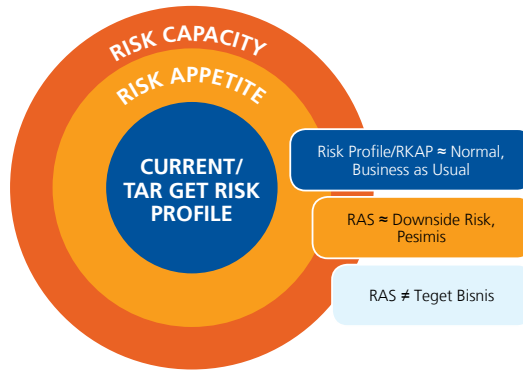 RISK CAPACITY
RISK APPETITE
CURRENT/
TAR GET RISK
PROFILE
Risk Profile/RKAP ≈ Normal,
Business as Usual
RAS ≈ Downside Risk,
Pesimis
RAS ≠ Teget Bisnis